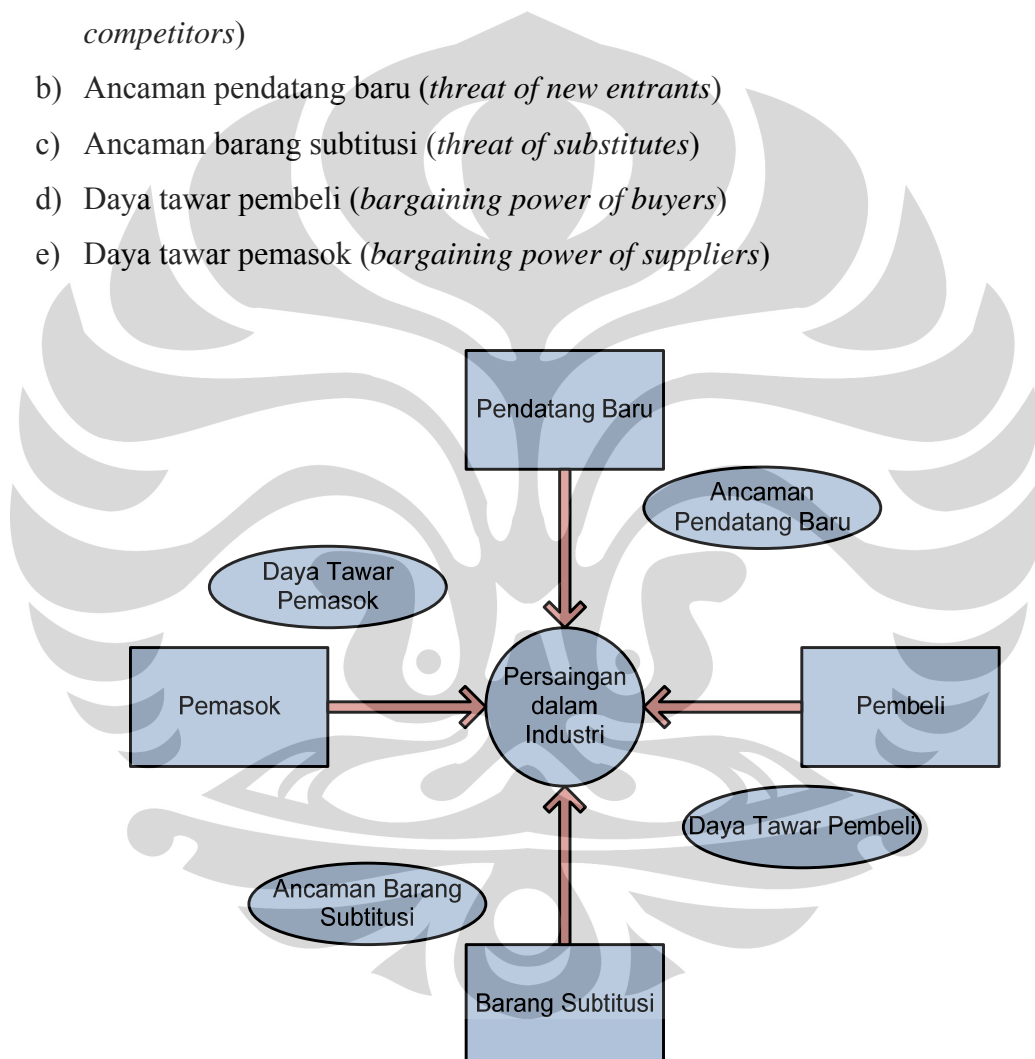 competitors)
b) Ancaman pendatang baru (threat of new entrants)
c) Ancaman barang subtitusi (threat of substitutes)
d) Daya tawar pembeli (bargaining power of buyers)
e) Daya tawar pemasok (bargaining power of suppliers)
Pendatang Baru
Ancaman
Pendatang Baru
Daya Tawar
Pemasok
Pemasok
Persaingan
dalam
Industri
Pembeli
Daya Tawar Pembeli
Ancaman Barang
Subtitusi
Barang Subtitusi